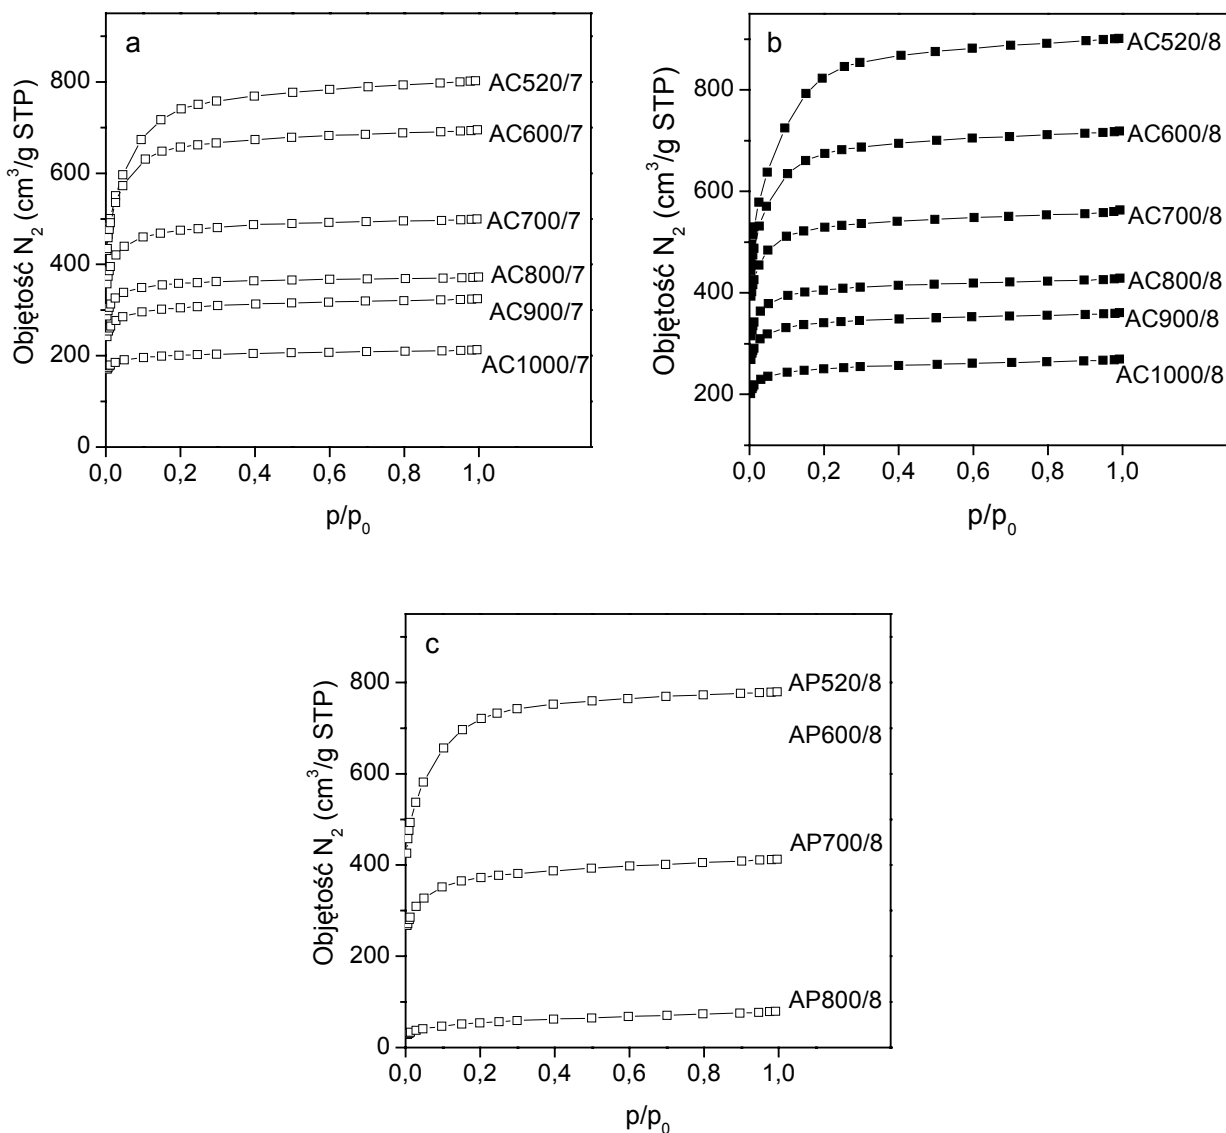 a
Objętość N2 (cm3/g STP)
800
600
400
200
0
AC520/7
AC600/7
AC700/7
AC800/7
AC900/7
AC1000/7
0,0 0,2 0,4 0,6 0,8 1,0
p/p0
b
Objętość N2 (cm3/g STP)
800
600
400
200
AC520/8
AC600/8
AC700/8
AC800/8
AC900/8
AC1000/8
0,0 0,2 0,4 0,6 0,8 1,0
p/p0
c
Objętość N2 (cm3/g STP)
800
600
400
200
0
AP520/8
AP600/8
AP700/8
AP800/8
0,0 0,2 0,4 0,6 0,8 1,0
p/p0